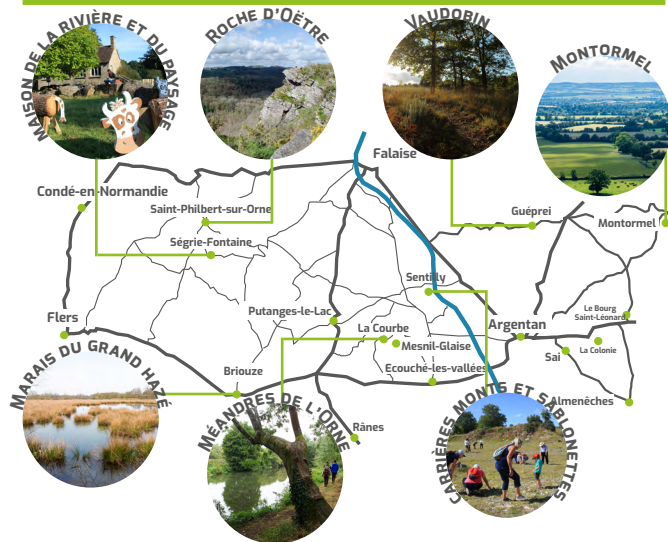 MAISON DE LA RIVIÈRE ET DU PAYSAGE
ROCHE D'OËTRE
VAUDOBIN
MONTORMEL
Falaise
Condé-en-Normandie
Saint-Philbert-sur-Orne
Guéprei
Montormel
Ségrie-Fontaine
Sentilly
Putanges-le-Lac
Le Bourg
Saint-Léonard
Flers
La Courbe
Argentan
Mesnil-Glaise
La Colonie
Sai
Briouze
Ecouché-les-vallées
Almenêches
Rânes
MARAIS DU GRAND HAZE
MÉANDRES DE L'ORNE
CARRIÈRES MONTS ET SABLONETTES